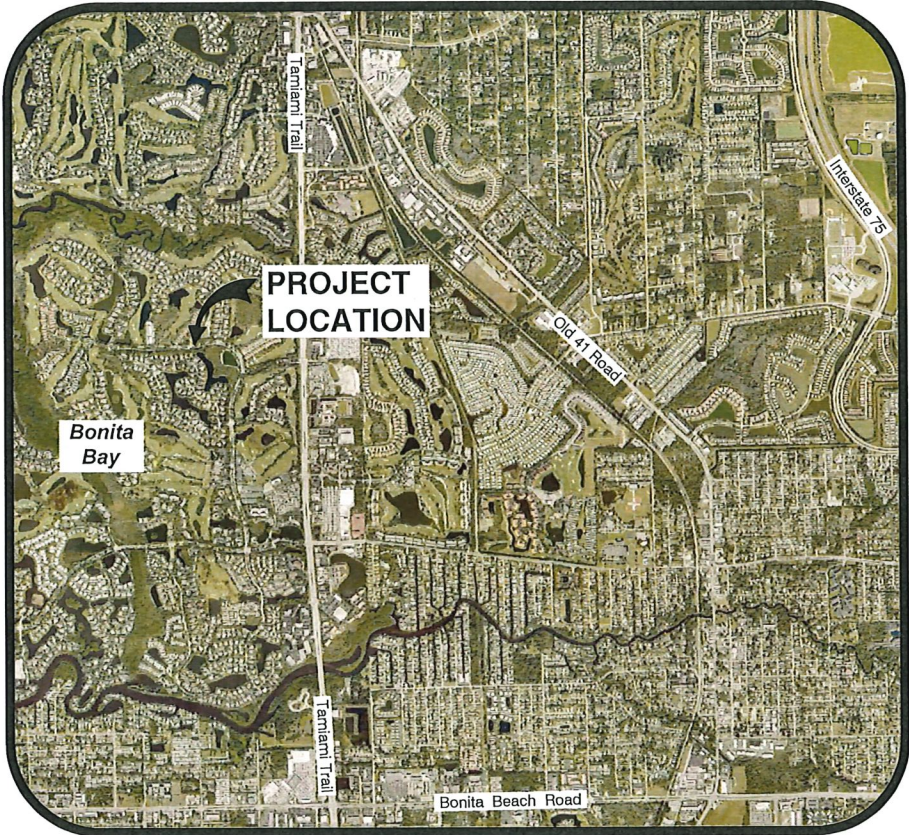 Tamiami Trail
Interstate 75
PROJECT
LOCATION
Old 41 Road
Bonita
Bay
Tamiami Trail
Bonita Beach Road